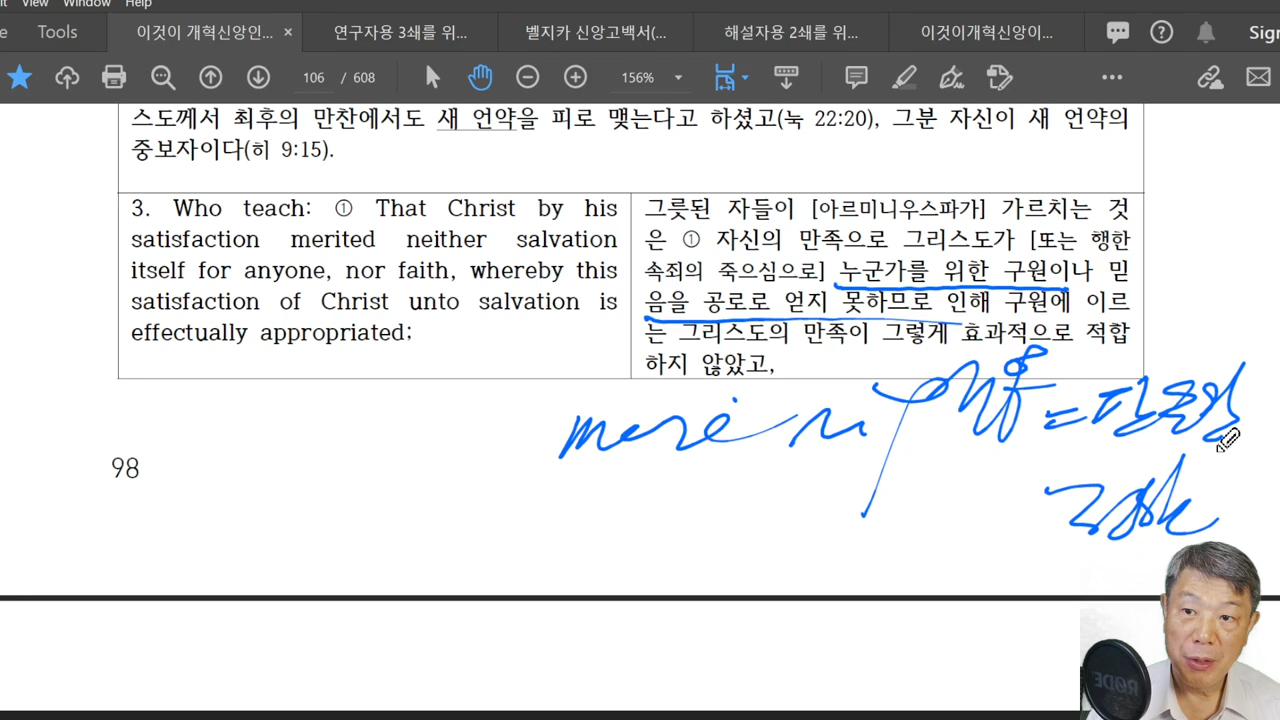 View Window Help
Tools 이것이 개혁신앙인... × 연구자용 3쇄를 위... 벨지카 신앙고백서(... 해설자용 2쇄를 위... 이것이개혁신앙이... Sign
106 / 608 156%
스도께서 최후의 만찬에서도 새 언약을 피로 맺는다고 하셨고(눅 22:20), 그분 자신이 새 언약의
중보자이다(히 9:15).
3. Who teach: ① That Christ by his
satisfaction merited neither salvation
itself for anyone, nor faith, whereby this
satisfaction of Christ unto salvation is
effectually appropriated;
그릇된 자들이 [아르미니우스파가] 가르치는 것
은 ① 자신의 만족으로 그리스도가 [또는 행한
속죄의 죽으심으로] 누군가를 위한 구원이나 믿
음을 공로로 얻지 못하므로 인해 구원에 이르
는 그리스도의 만족이 그렇게 효과적으로 적합
하지 않았고,
98
RØDE